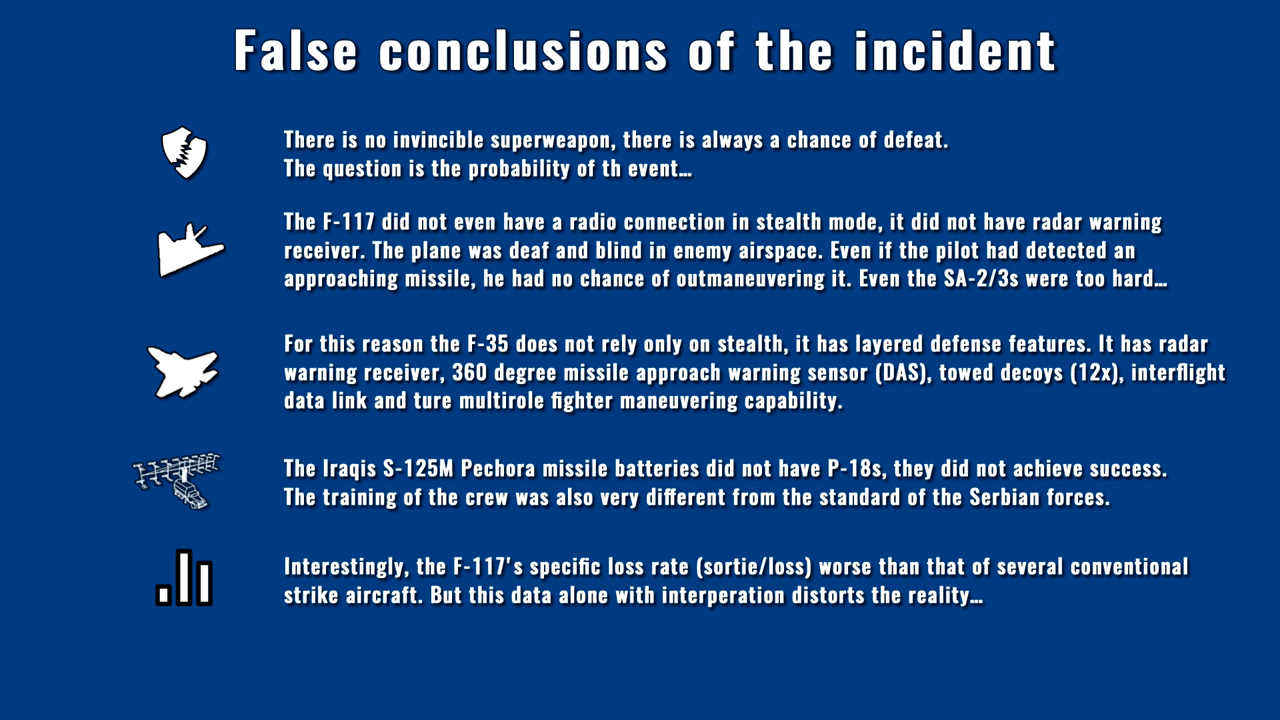 False conclusions of the incident
There is no invincible superweapon, there is always a chance of defeat.
The question is the probability of th event...
The F-117 did not even have a radio connection in stealth mode, it did not have radar warning
receiver. The plane was deaf and blind in enemy airspace. Even if the pilot had detected an
approaching missile, he had no chance of outmaneuvering it. Even the SA-2/3s were too hard...
For this reason the F-35 does not rely only on stealth, it has layered defense features. It has radar
warning receiver, 360 degree missile approach warning sensor (DAS), towed decoys (12x), interflight
data link and ture multirole fighter maneuvering capability.
The Iraqis S-125M Pechora missile batteries did not have P-18s, they did not achieve success.
The training of the crew was also very different from the standard of the Serbian forces.
Interestingly, the F-117's specific loss rate (sortie/loss) worse than that of several conventional
strike aircraft. But this data alone with interperation distorts the reality...